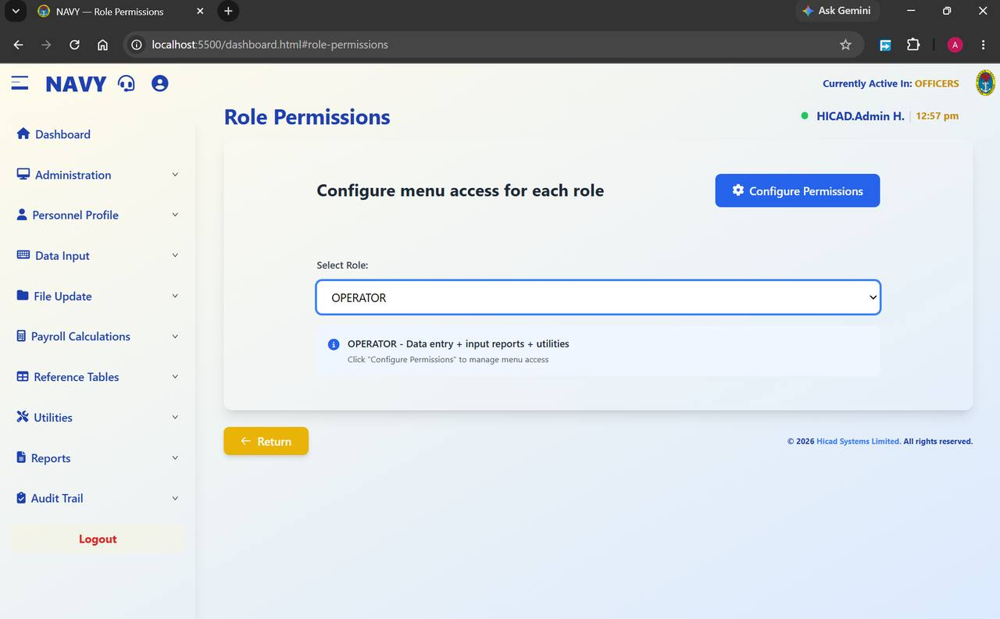 NAVY — Role Permissions
Ask Gemini
localhost:5500/dashboard.html#role-permissions
A
NAVY
Currently Active In: OFFICERS
Role Permissions
HICAD.Admin H. | 12:57 pm
Dashboard
Administration
Personnel Profile
Data Input
File Update
Payroll Calculations
Reference Tables
Utilities
Reports
Audit Trail
Logout
Configure menu access for each role
Configure Permissions
Select Role:
OPERATOR
OPERATOR - Data entry + input reports + utilities
Click "Configure Permissions" to manage menu access
Return
© 2026 Hicad Systems Limited. All rights reserved.